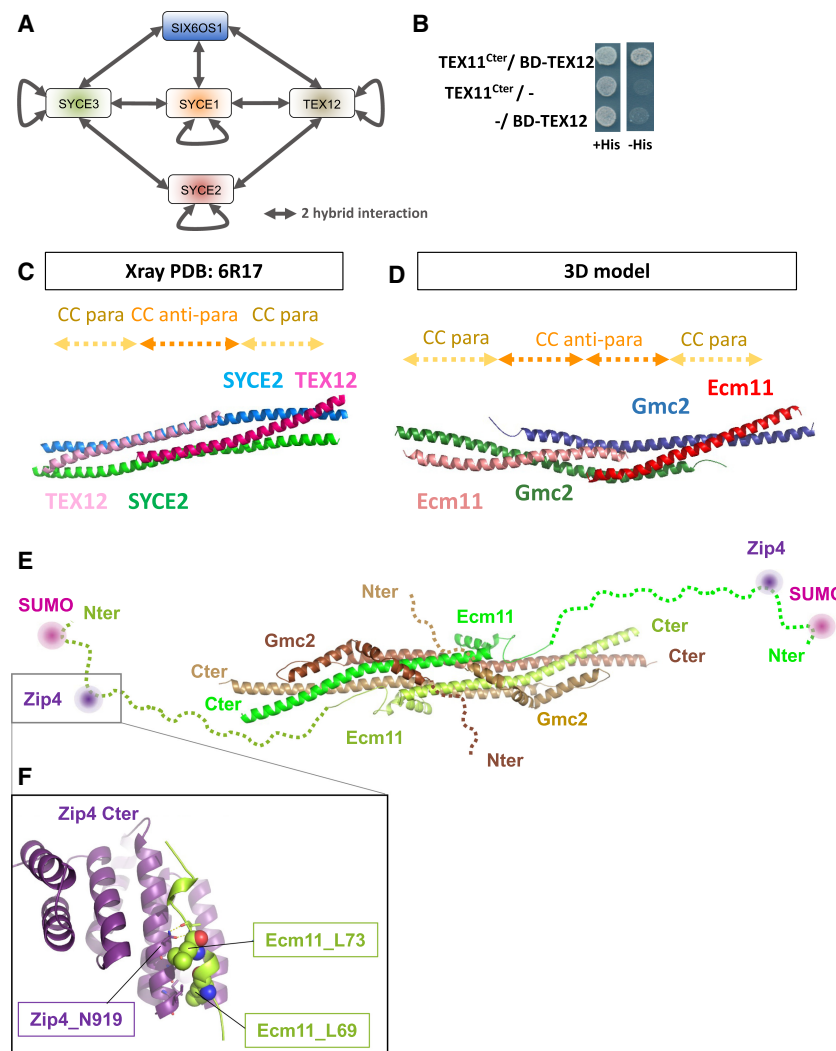 A
SIX6OS1
SYCE3
SYCE1
TEX12
SYCE2
2 hybrid interaction
B
TEX11Cter/ BD-TEX12
TEX11Cter / -
-/ BD-TEX12
+His -His
C
Xray PDB: 6R17
CC para CC anti-para CC para
SYCE2 TEX12
TEX12 SYCE2
D
3D model
CC para CC anti-para CC para
Ecm11
Gmc2
Gmc2
Ecm11
E
Zip4
SUMO
Nter
Nter
Ecm11
SUMO
Gmc2
Cter
Nter
Cter
Cter
Zip4
Cter
Gmc2
Ecm11
Nter
F
Zip4 Cter
Ecm11_L73
Zip4_N919
Ecm11_L69